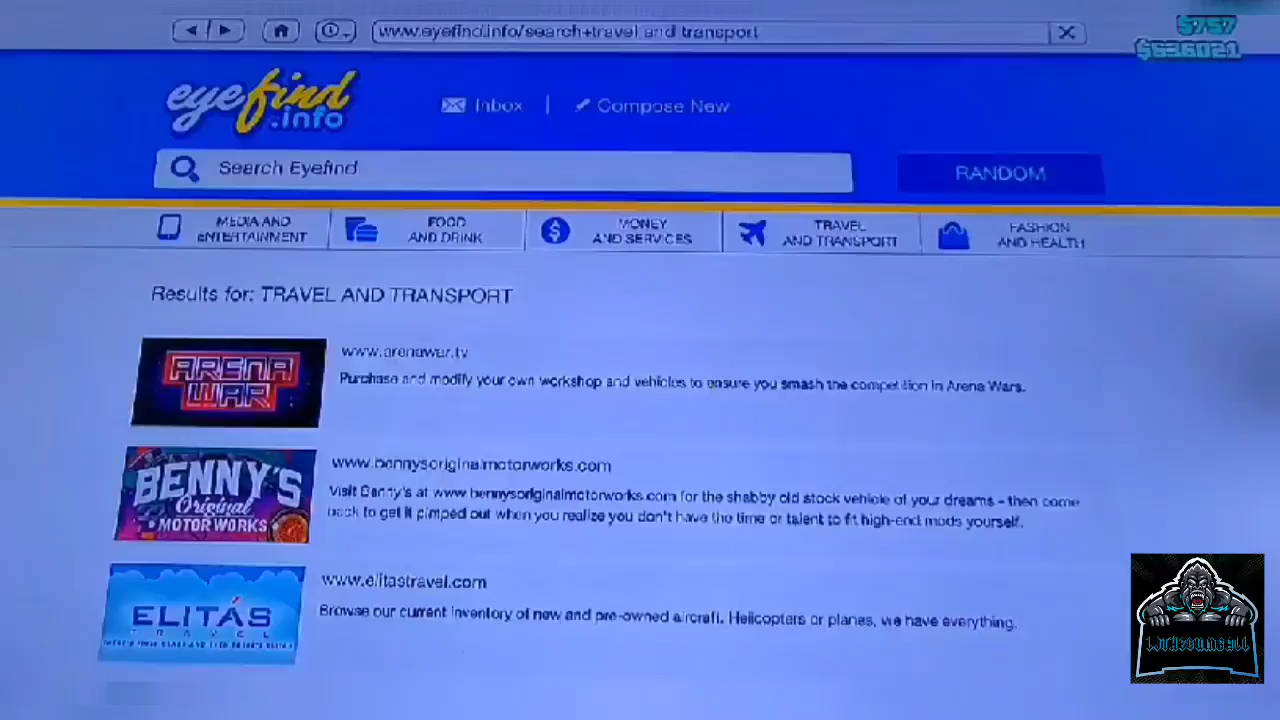 www.eyefind.info/search+travel and transport
$757
$636021
eyefind
.info
Inbox
Compose New
Search Eyefind
RANDOM
MEDIA AND
ENTERTAINMENT
FOOD
AND DRINK
MONEY
AND SERVICES
TRAVEL
AND TRANSPORT
FASHION
AND HEALTH
Results for: TRAVEL AND TRANSPORT
ARENA
WAR
www.arenawar.tv
Purchase and modify your own workshop and vehicles to ensure you smash the competition in Arena Wars.
BENNY'S
Original
MOTOR WORKS
www.bennysoriginalmotorworks.com
Visit Benny's at www.bennysoriginalmotorworks.com for the shabby old stock vehicle of your dreams - then come
back to get it pimped out when you realize you don't have the time or talent to fit high-end mods yourself.
ELITÁS
TRAVEL
www.elitastravel.com
Browse our current inventory of new and pre-owned aircraft. Helicopters or planes, we have everything.